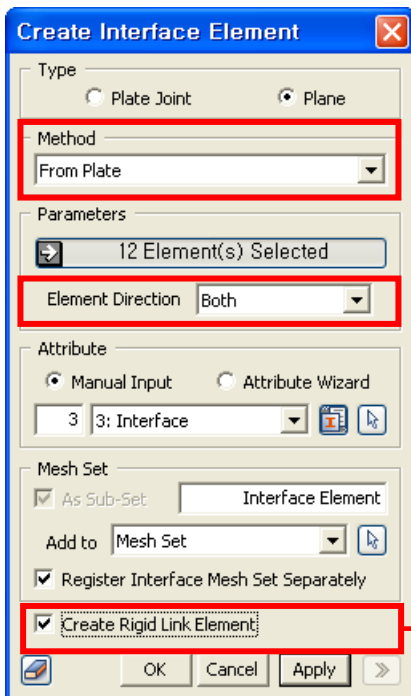 Create Interface Element
Type
Plate Joint Plane
Method
From Plate
Parameters
12 Element(s) Selected
Element Direction Both
Attribute
Manual Input Attribute Wizard
3 3: Interface
Mesh Set
As Sub-Set Interface Element
Add to Mesh Set
Register Interface Mesh Set Separately
Create Rigid Link Element
OK Cancel Apply